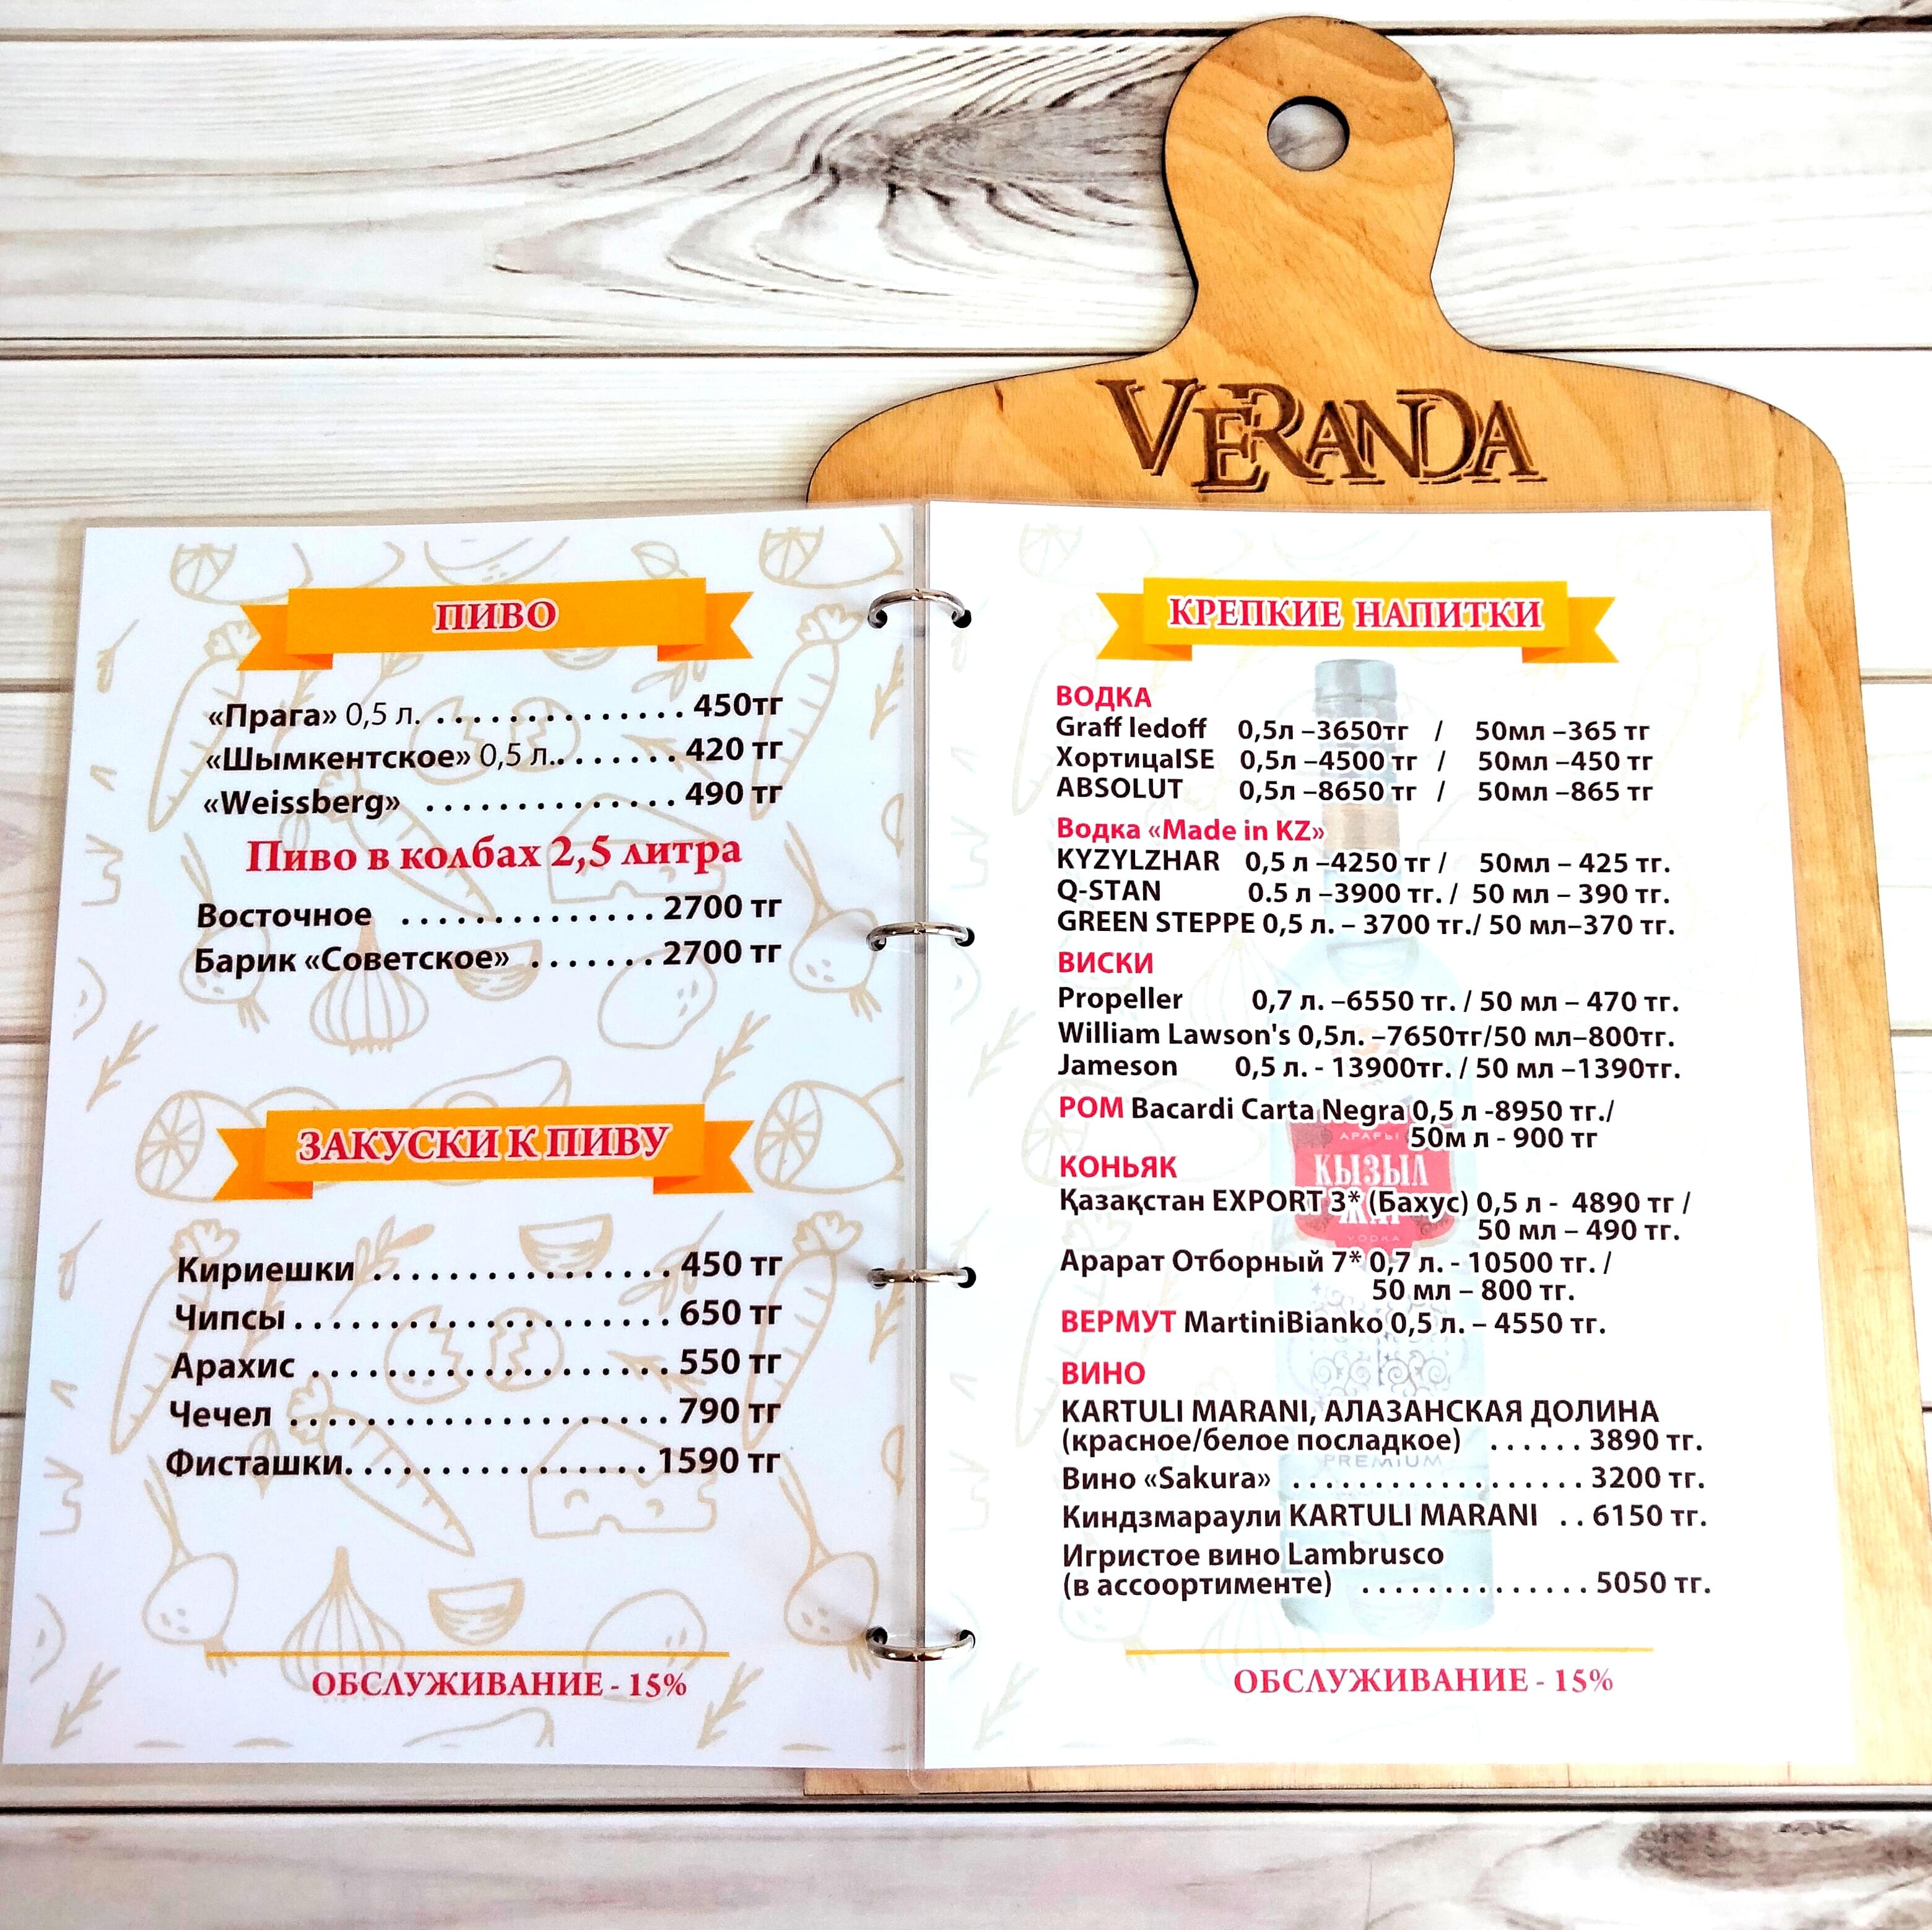 VERANDA
ПИВО
«Прага» 0,5 л. . . . . . . . . . . . . . . 450тг
«Шымкентское» 0,5 л.. . . . . . . . 420 тг
«Weissberg» . . . . . . . . . . . . . . 490 тг
Пиво в колбах 2,5 литра
Восточное . . . . . . . . . . . . . . 2700 тг
Барик «Советское» . . . . . . . 2700 тг
ЗАКУСКИ К ПИВУ
Кириешки . . . . . . . . . . . . . . . . 450 тг
Чипсы . . . . . . . . . . . . . . . . . . . . 650 тг
Арахис . . . . . . . . . . . . . . . . . . . 550 тг
Чечел . . . . . . . . . . . . . . . . . . . . 790 тг
Фисташки. . . . . . . . . . . . . . . . 1590 тг
ОБСЛУЖИВАНИЕ - 15%
КРЕПКИЕ НАПИТКИ
ВОДКА
Graff ledoff 0,5л –3650тг / 50мл –365 тг
ХортицаISE 0,5л –4500 тг / 50мл –450 тг
ABSOLUT 0,5л –8650 тг / 50мл –865 тг
Водка «Made in KZ»
KYZYLZHAR 0,5 л –4250 тг / 50мл – 425 тг.
Q-STAN 0.5 л –3900 тг. / 50 мл – 390 тг.
GREEN STEPPE 0,5 л. – 3700 тг./ 50 мл–370 тг.
ВИСКИ
Propeller 0,7 л. –6550 тг. / 50 мл – 470 тг.
William Lawson's 0,5л. –7650тг/50 мл–800тг.
Jameson 0,5 л. - 13900тг. / 50 мл –1390тг.
РОМ Bacardi Carta Negra 0,5 л -8950 тг./
50м л - 900 тг
АРАҒЫ
КЫЗЫЛ
ЖАР
VODKA
КОНЬЯК
Қазақстан EXPORT 3* (Бахус) 0,5 л - 4890 тг /
50 мл – 490 тг.
Арарат Отборный 7* 0,7 л. - 10500 тг. /
50 мл – 800 тг.
ВЕРМУТ MartiniBianko 0,5 л. – 4550 тг.
ВИНО
KARTULI MARANI, АЛАЗАНСКАЯ ДОЛИНА
(красное/белое посладкое) . . . . . . 3890 тг.
PREMIUM
Вино «Sakura» . . . . . . . . . . . . . . . . . 3200 тг.
Киндзмараули KARTULI MARANI . . 6150 тг.
Игристое вино Lambrusco
(в ассоортименте) . . . . . . . . . . . . . . 5050 тг.
ОБСЛУЖИВАНИЕ - 15%